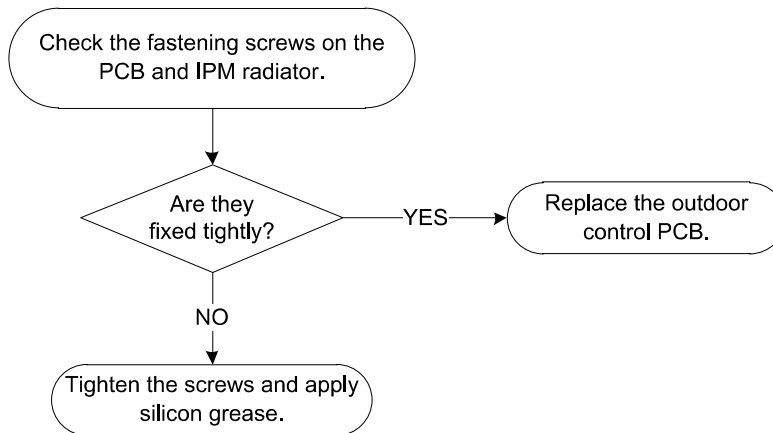 Check the fastening screws on the
PCB and IPM radiator.
Are they
fixed tightly?
YES
Replace the outdoor
control PCB.
NO
Tighten the screws and apply
silicon grease.